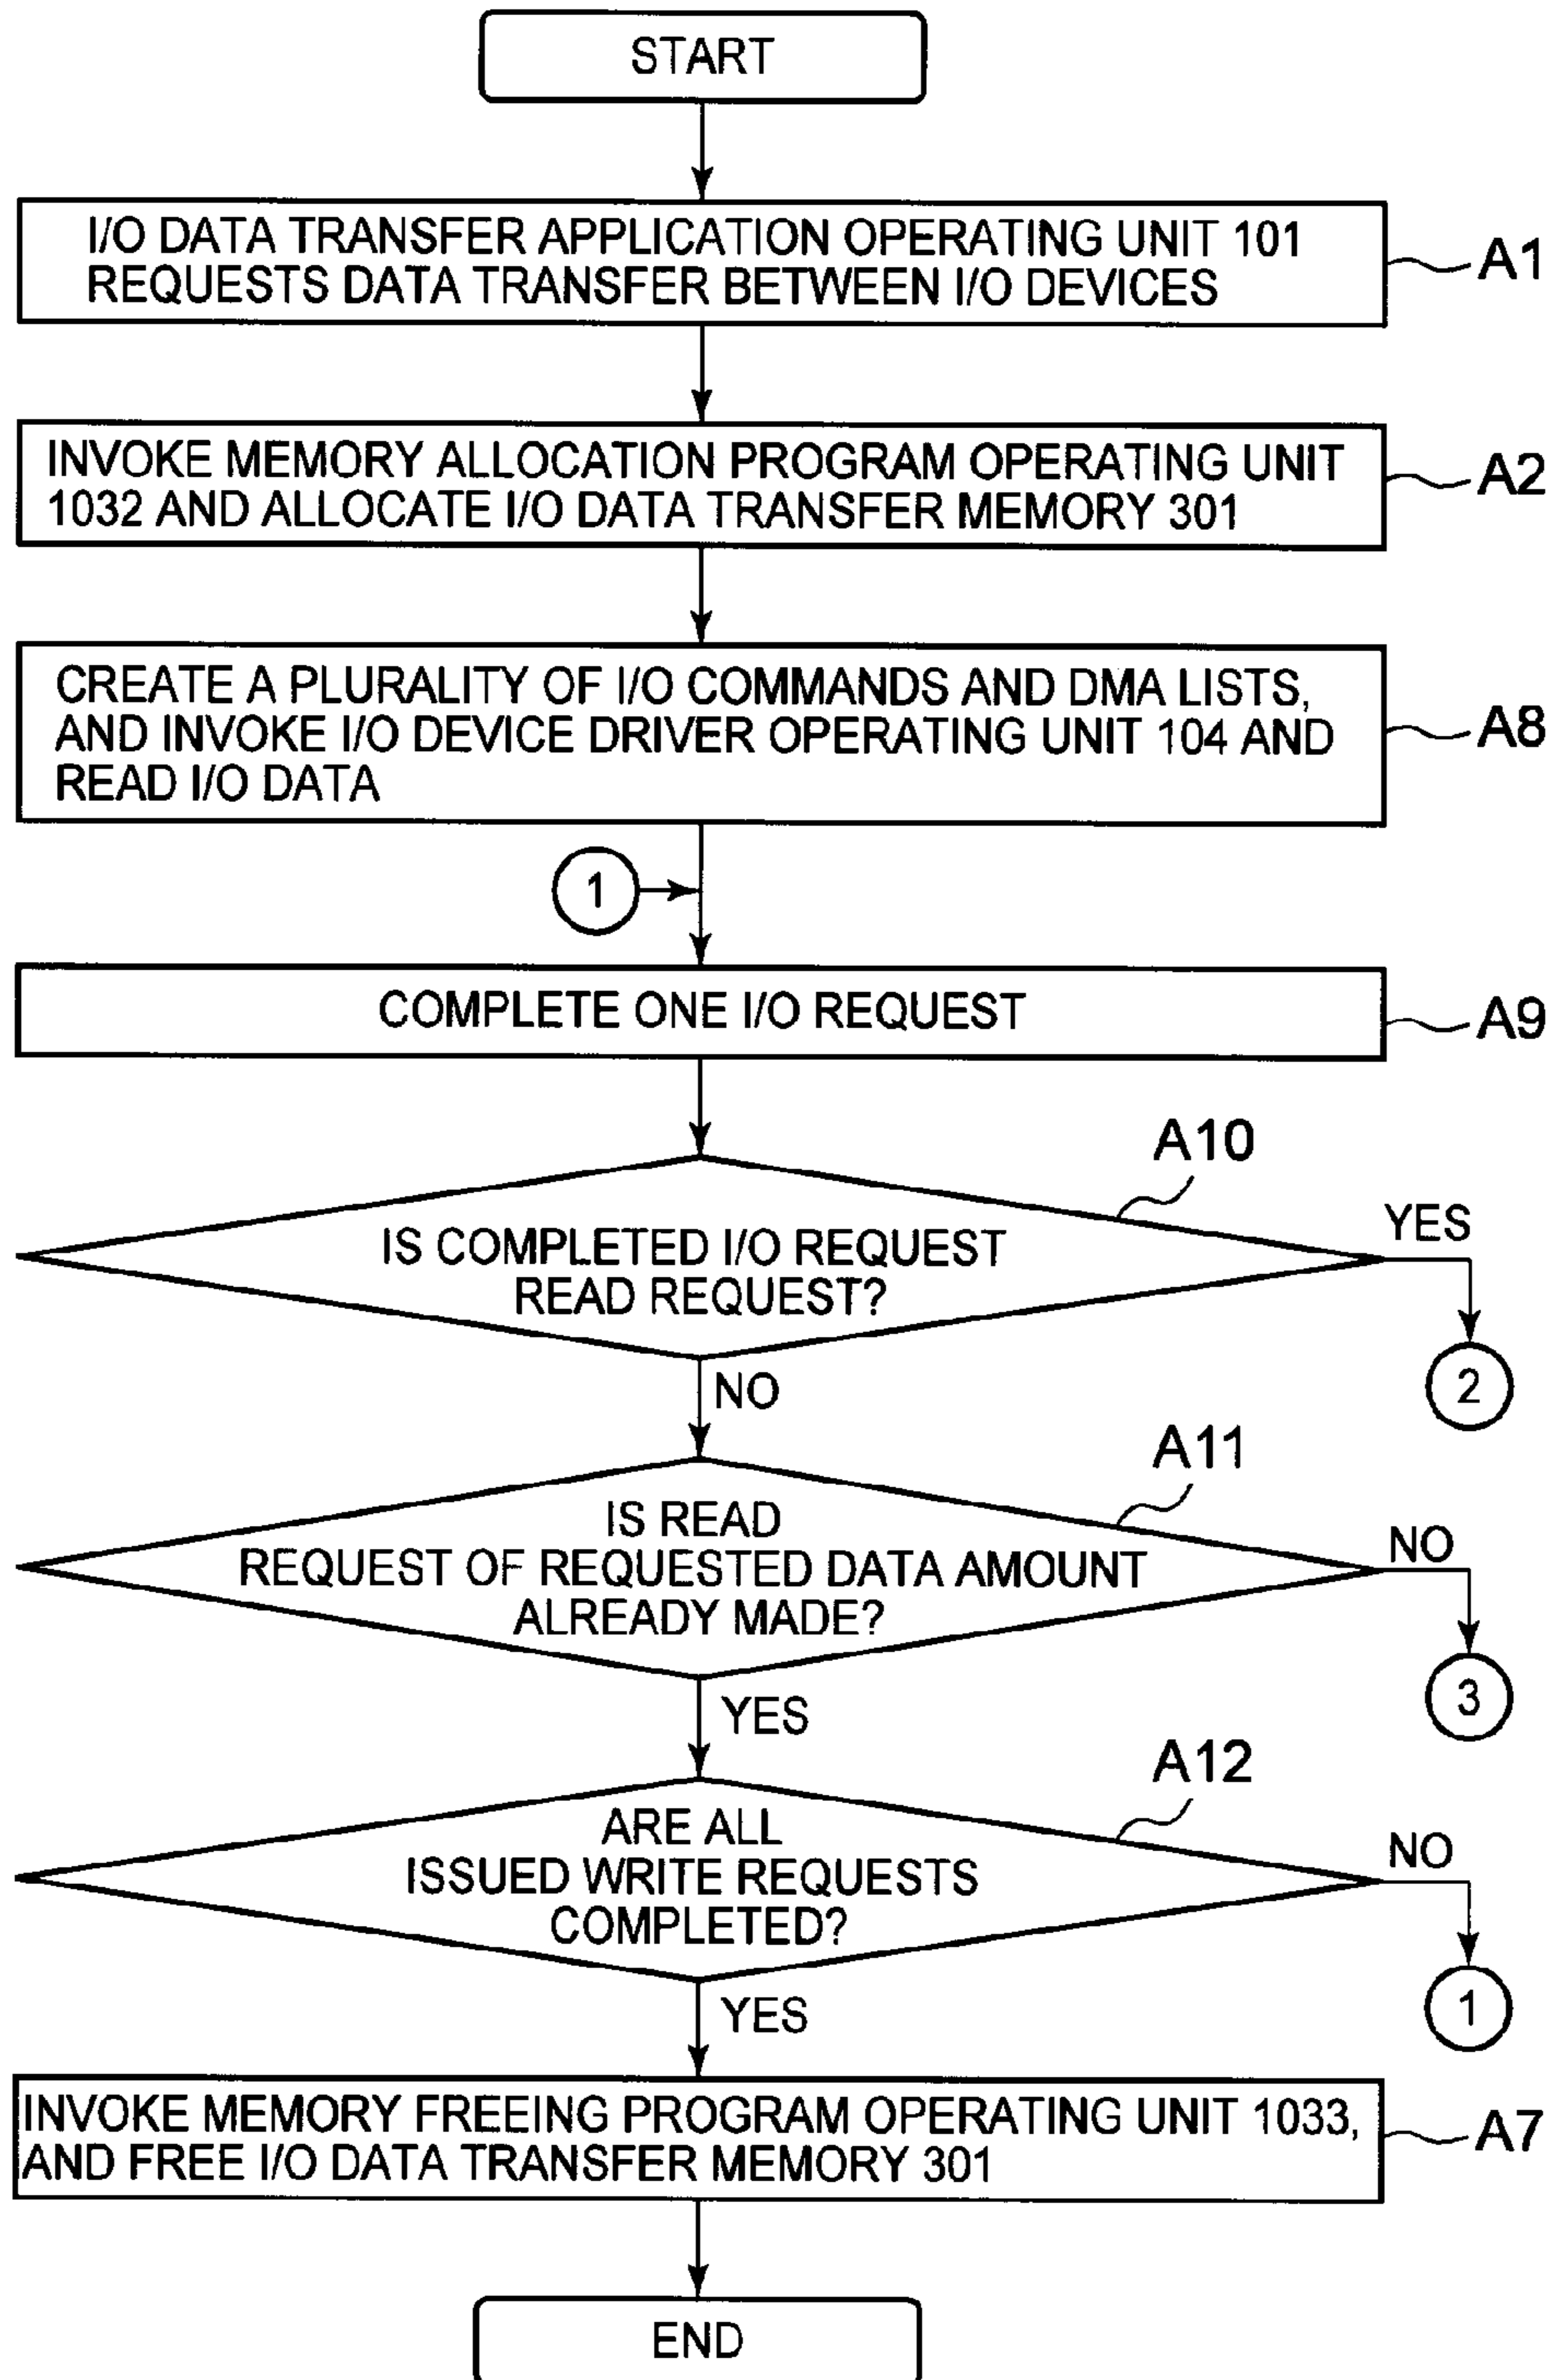 START
I/O DATA TRANSFER APPLICATION OPERATING UNIT 101
REQUESTS DATA TRANSFER BETWEEN I/O DEVICES
A1
INVOKE MEMORY ALLOCATION PROGRAM OPERATING UNIT
1032 AND ALLOCATE I/O DATA TRANSFER MEMORY 301
A2
CREATE A PLURALITY OF I/O COMMANDS AND DMA LISTS,
AND INVOKE I/O DEVICE DRIVER OPERATING UNIT 104 AND
READ I/O DATA
A8
1
COMPLETE ONE I/O REQUEST
A9
A10
IS COMPLETED I/O REQUEST
READ REQUEST?
YES
2
NO
A11
IS READ
REQUEST OF REQUESTED DATA AMOUNT
ALREADY MADE?
NO
3
YES
A12
ARE ALL
ISSUED WRITE REQUESTS
COMPLETED?
NO
1
YES
INVOKE MEMORY FREEING PROGRAM OPERATING UNIT 1033,
AND FREE I/O DATA TRANSFER MEMORY 301
A7
END